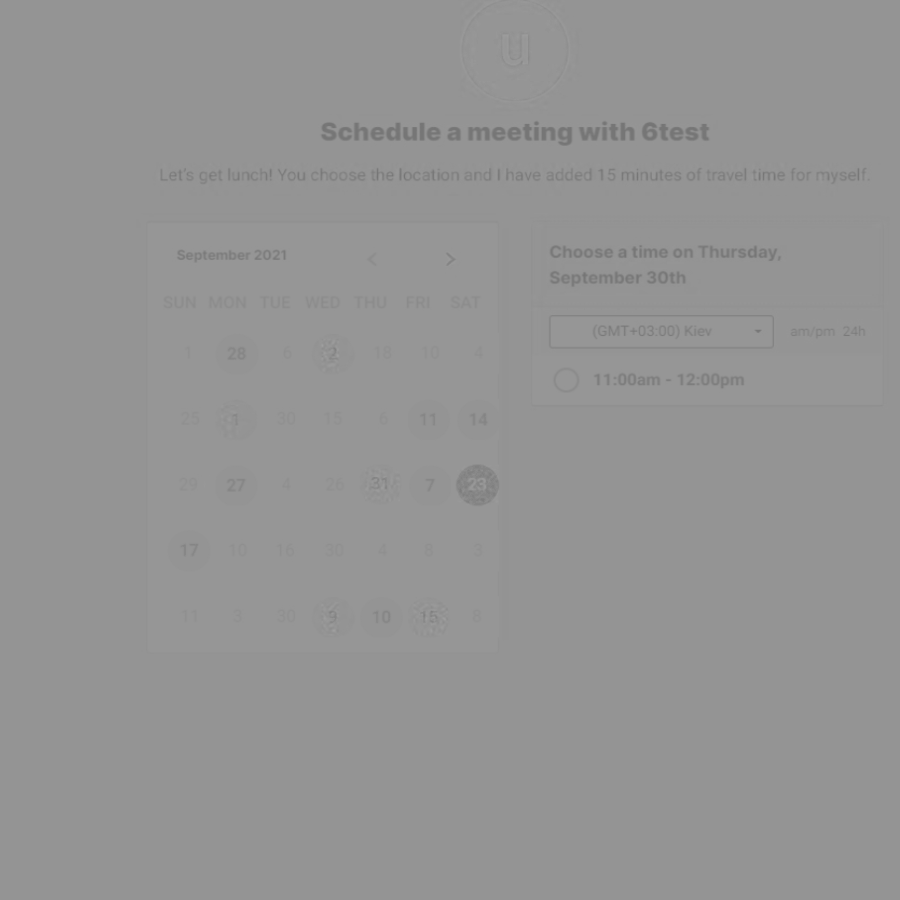 u
Schedule a meeting with 6test
Let's get lunch! You choose the location and I have added 15 minutes of travel time for myself.
September 2021
SUN MON TUE WED THU FRI SAT
1 28 6 2 18 10 4
25 1 30 15 6 11 14
23 27 4 26 31 7 23
17 10 16 30 4 8 3
11 3 30 9 10 15 6
Choose a time on Thursday,
September 30th
(GMT+03:00) Kiev am/pm 24h
11:00am - 12:00pm